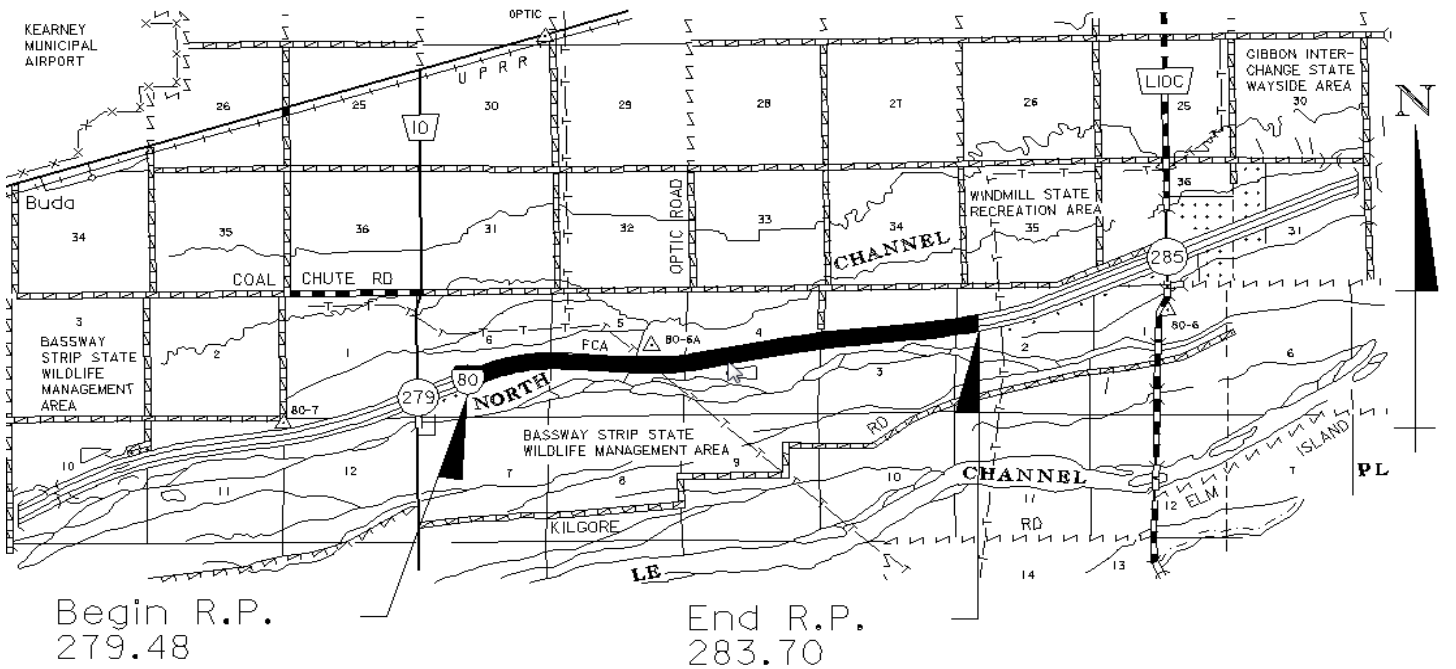 OPTIC
KEARNEY
MUNICIPAL
AIRPORT
UPRR
GIBBON INTER-
CHANGE STATE
WAYSIDE AREA
26
25
30
29
28
27
26
L10C
25
30
N
10
Buda
34
35
36
31
32
OPTIC ROAD
33
34
WINDMILL STATE
RECREATION AREA
35
36
31
CHANNEL
285
COAL CHUTE RD
3
BASSWAY
STRIP STATE
WILDLIFE
MANAGEMENT
AREA
2
1
T T
6
T T
5
FCA
80-6A
4
3
2
1
80-6
6
80
279
NORTH
80-7
BASSWAY STRIP STATE
WILDLIFE MANAGEMENT AREA
RD
10
11
12
7
8
9
10
CHANNEL
11
12
ELM
ISLAND
7
PL
KILGORE
RD
LE
14
13
Begin R.P.
279.48
End R.P.
283.70